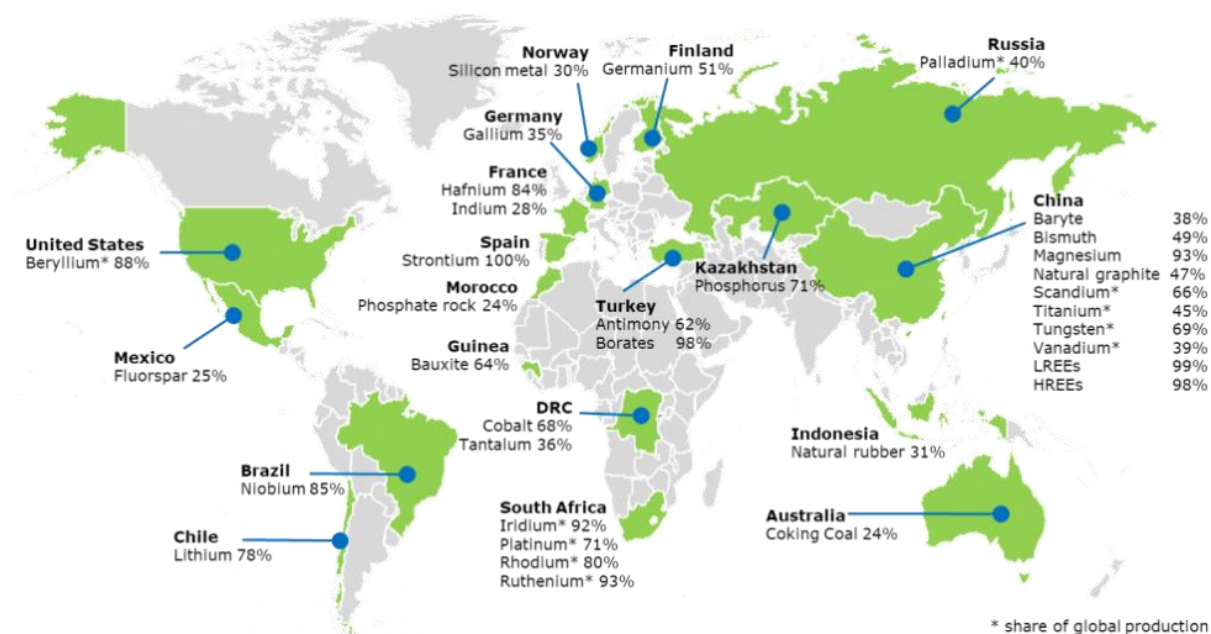 Norway
Silicon metal 30%
Finland
Germanium 51%
Russia
Palladium* 40%
Germany
Gallium 35%
France
Hafnium 84%
Indium 28%
China
Baryte 38%
Bismuth 49%
Magnesium 93%
Natural graphite 47%
Scandium* 66%
Titanium* 45%
Tungsten* 69%
Vanadium* 39%
LREEs 99%
HREEs 98%
United States
Beryllium* 88%
Spain
Strontium 100%
Kazakhstan
Phosphorus 71%
Morocco
Phosphate rock 24%
Turkey
Antimony 62%
Borates 98%
Mexico
Fluorspar 25%
Guinea
Bauxite 64%
DRC
Cobalt 68%
Tantalum 36%
Indonesia
Natural rubber 31%
Brazil
Niobium 85%
South Africa
Iridium* 92%
Platinum* 71%
Rhodium* 80%
Ruthenium* 93%
Australia
Coking Coal 24%
Chile
Lithium 78%
* share of global production